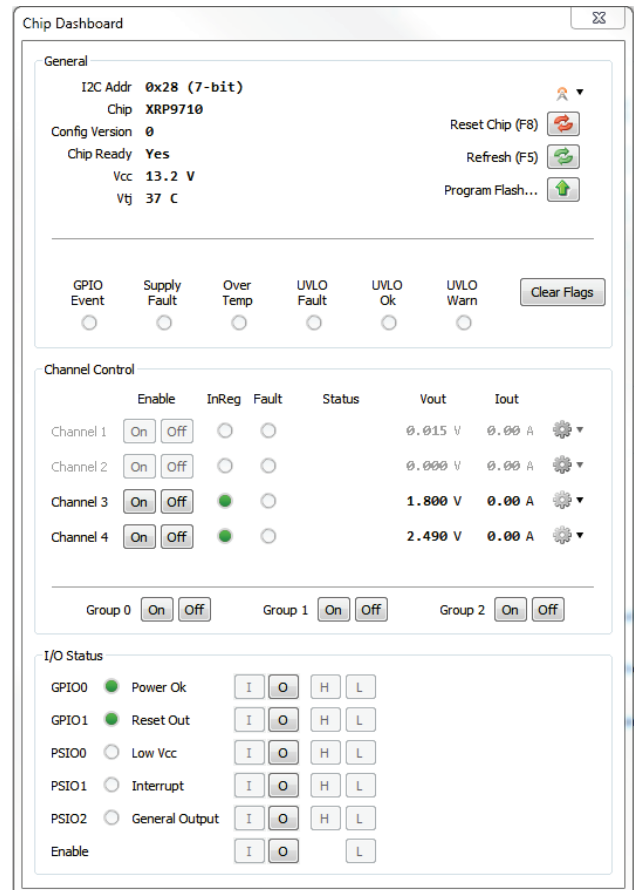 Chip Dashboard
General
I2C Addr 0x28 (7-bit)
Chip XRP9710
Config Version 0
Chip Ready Yes
Vcc 13.2 V
Vtj 37 C
Reset Chip (F8)
Refresh (F5)
Program Flash...
GPIO Event Supply Fault Over Temp UVLO Fault UVLO Ok UVLO Warn Clear Flags
Channel Control
Enable InReg Fault Status Vout Iout
Channel 1 On Off 0.015 V 0.00 A
Channel 2 On Off 0.000 V 0.00 A
Channel 3 On Off 1.800 V 0.00 A
Channel 4 On Off 2.490 V 0.00 A
Group 0 On Off Group 1 On Off Group 2 On Off
I/O Status
GPIO0 Power Ok I O H L
GPIO1 Reset Out I O H L
PSIO0 Low Vcc I O H L
PSIO1 Interrupt I O H L
PSIO2 General Output I O H L
Enable I O L